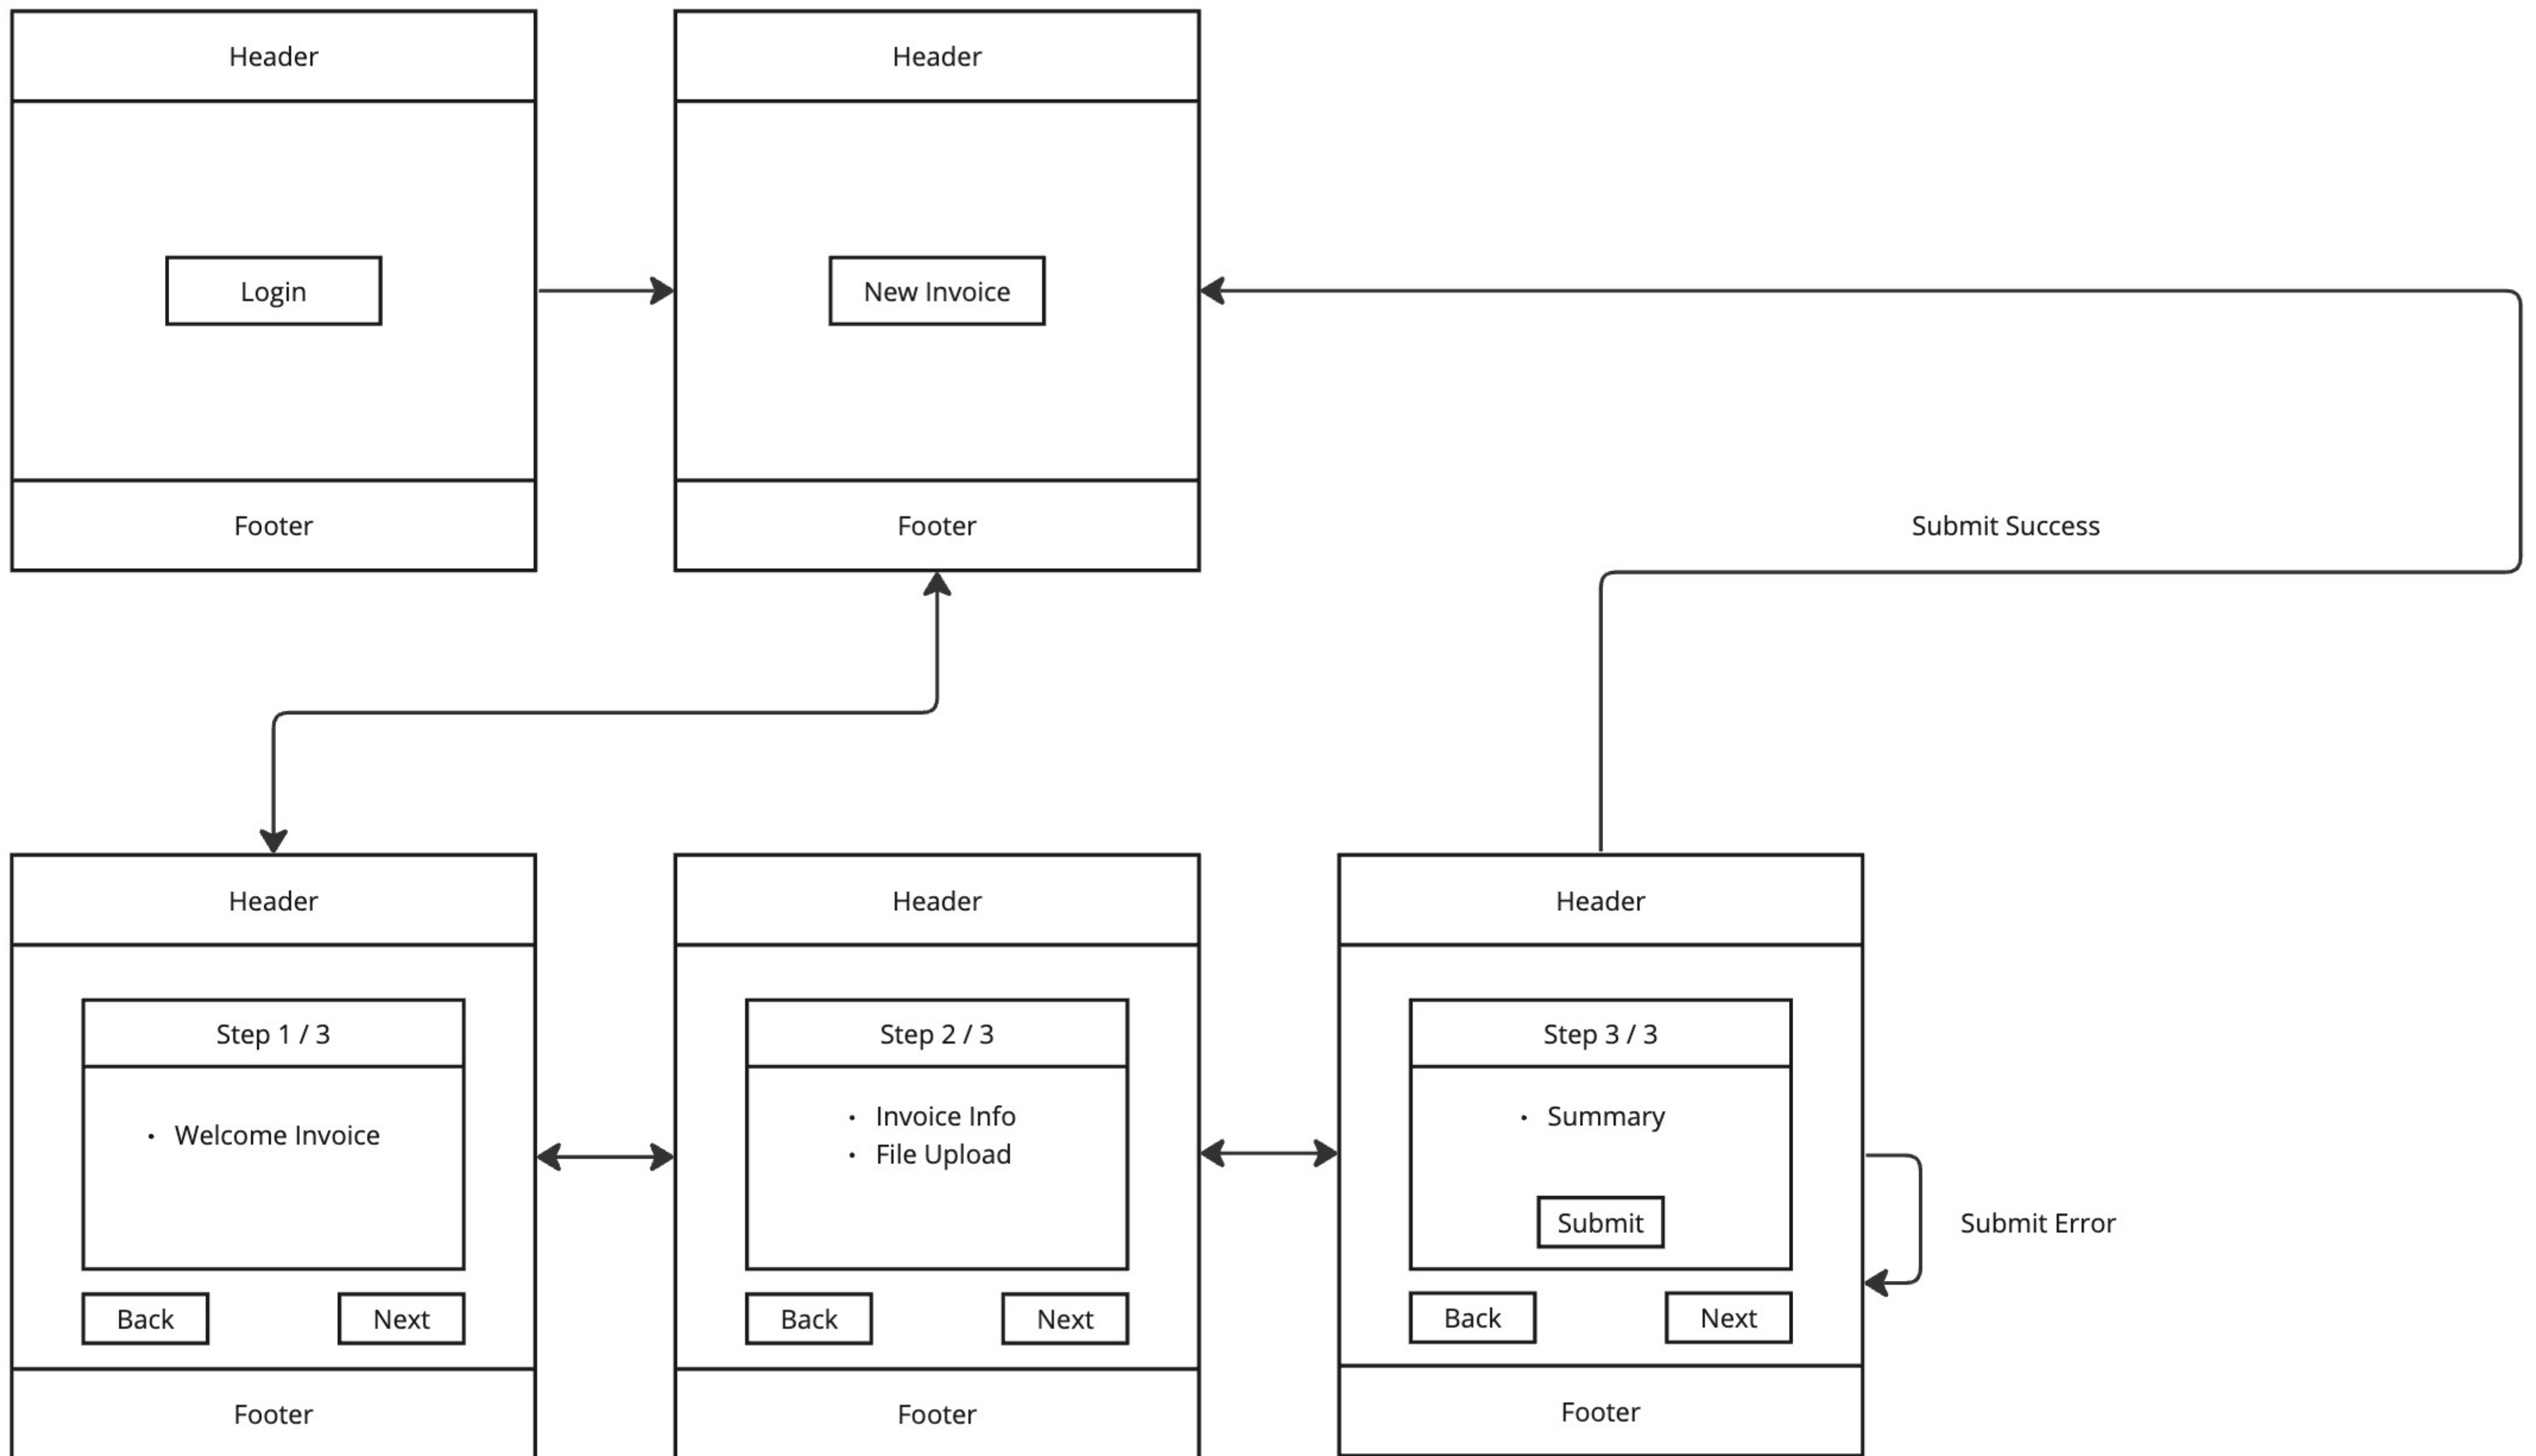 Header
Login
Footer
Header
New Invoice
Footer
Submit Success
Header
Step 1 / 3
• Welcome Invoice
Back
Next
Footer
Header
Step 2 / 3
• Invoice Info
• File Upload
Back
Next
Footer
Header
Step 3 / 3
• Summary
Submit
Back
Next
Footer
Submit Error